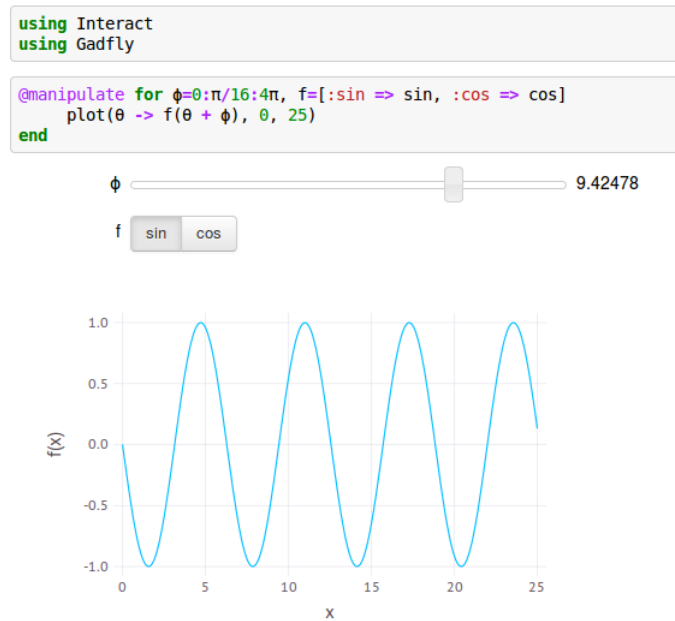 using Interact
using Gadfly
@manipulate for ϕ=0:π/16:4π, f=[:sin => sin, :cos => cos]
plot(θ -> f(θ + ϕ), 0, 25)
end
ϕ 9.42478
f sin cos
1.0
0.5
0.0
-0.5
-1.0
f(x)
0 5 10 15 20 25
x